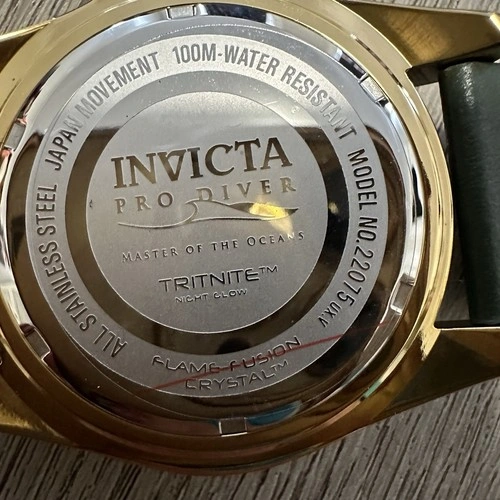 ALL STAINLESS STEEL JAPAN MOVEMENT 100M-WATER RESISTANT MODEL NO.22075
INVICTA
PRO DIVER
MASTER OF THE OCEANS
TRITNITE™
NIGHT GLOW
FLAME FUSION
CRYSTAL™